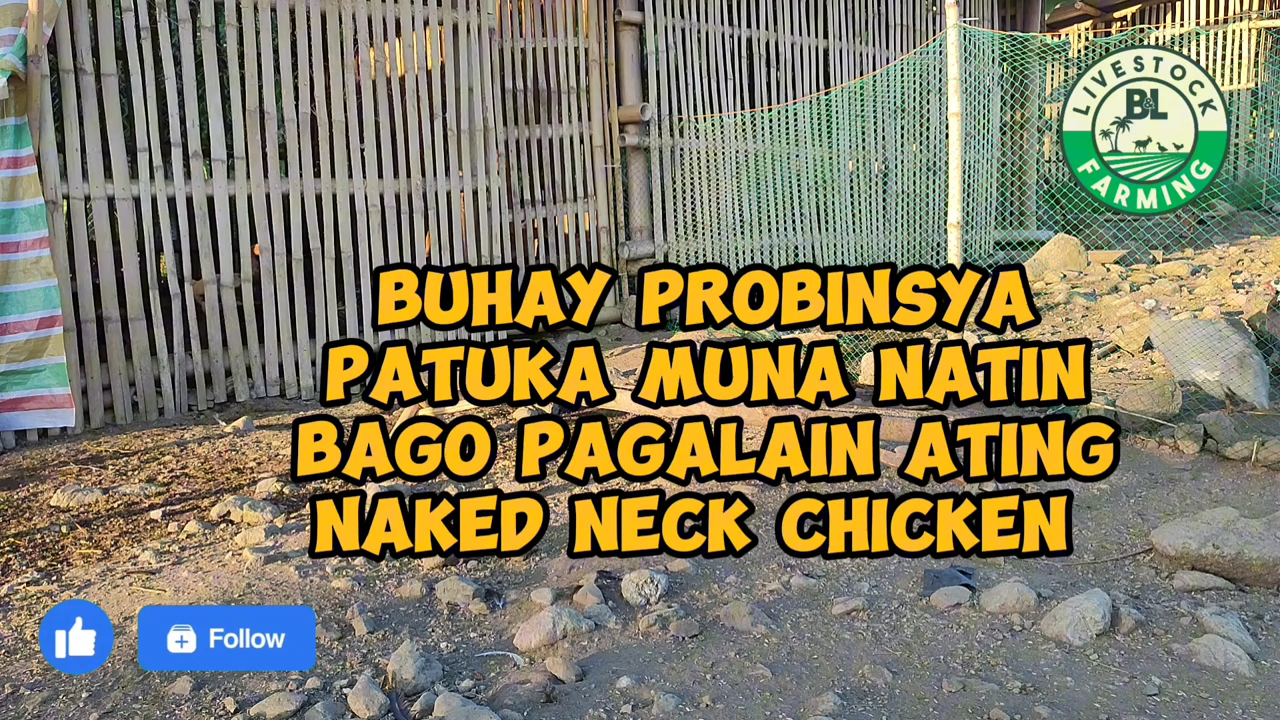 LIVESTOCK
B&L
FARMING
BUHAY PROBINSYA
PATUKA MUNA NATIN
BAGO PAGALAIN ATING
NAKED NECK CHICKEN
Follow